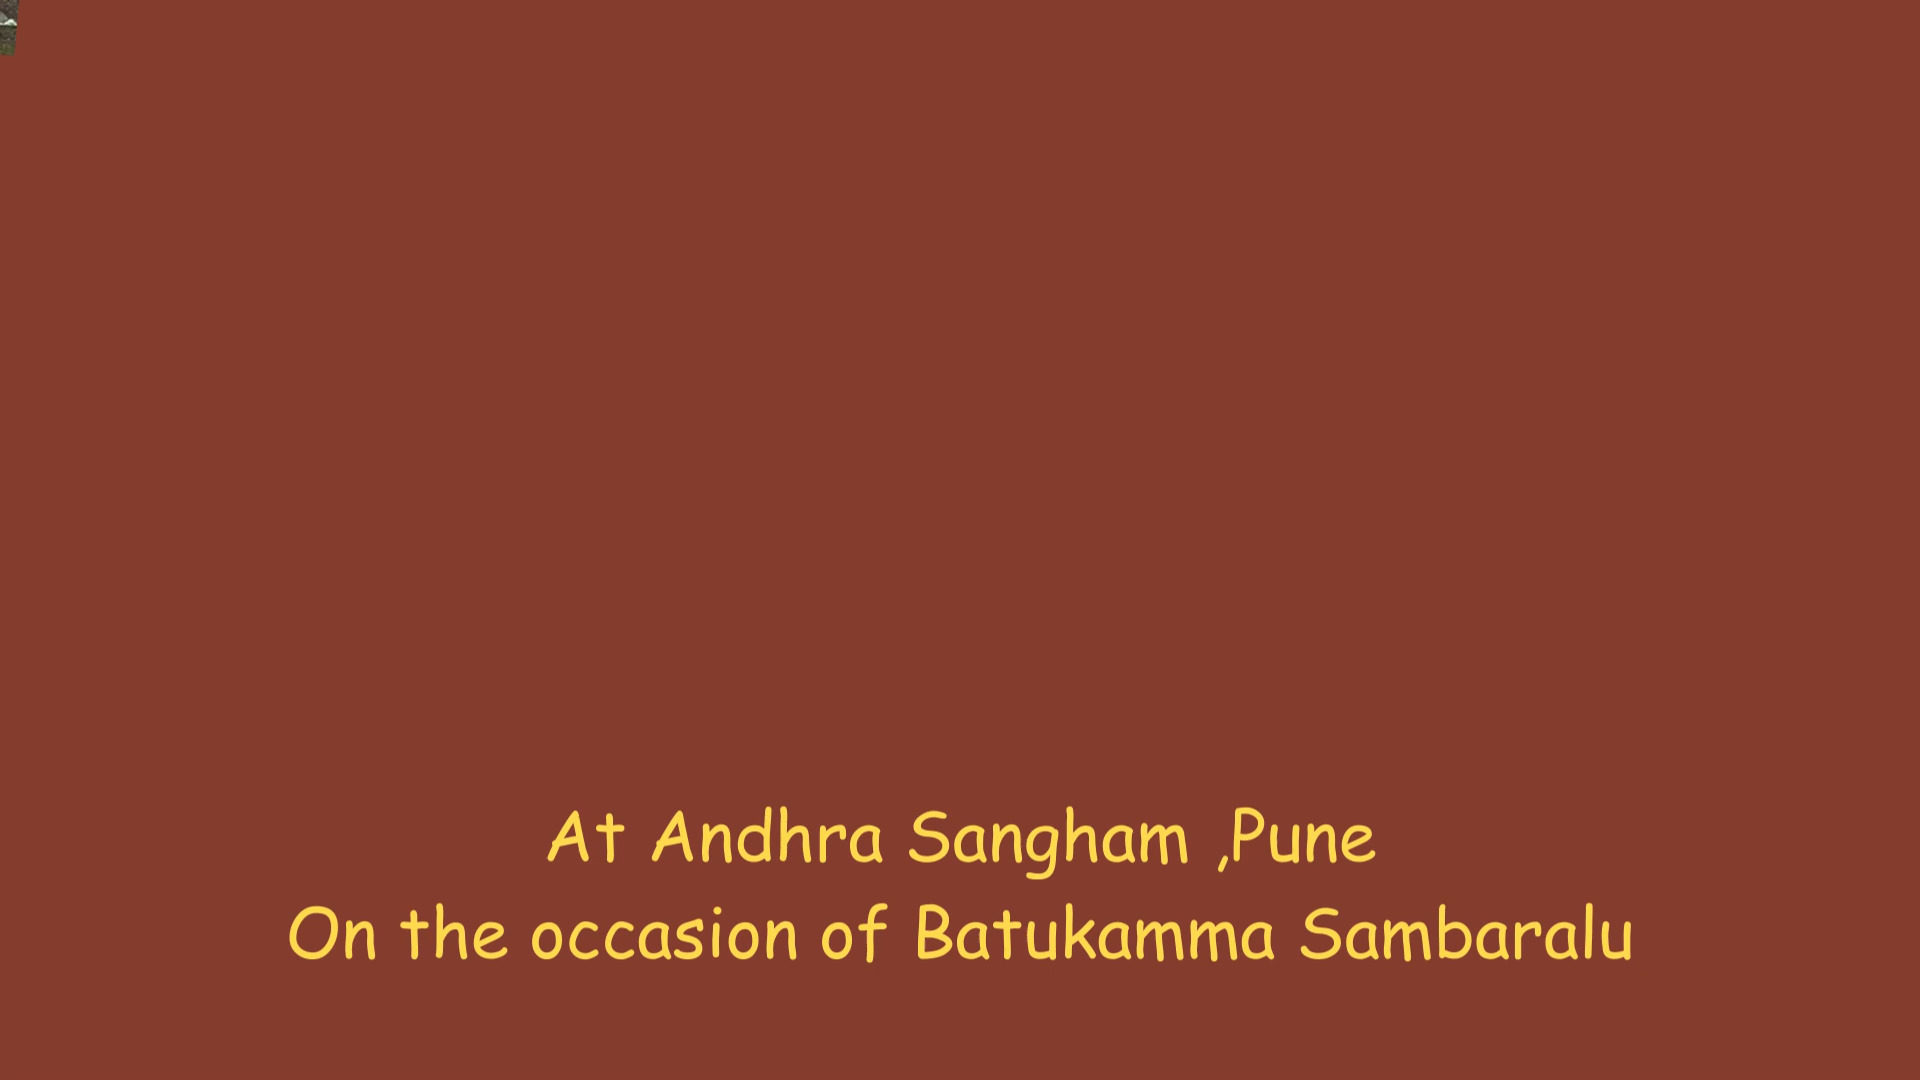 At Andhra Sangham ,Pune
On the occasion of Batukamma Sambaralu